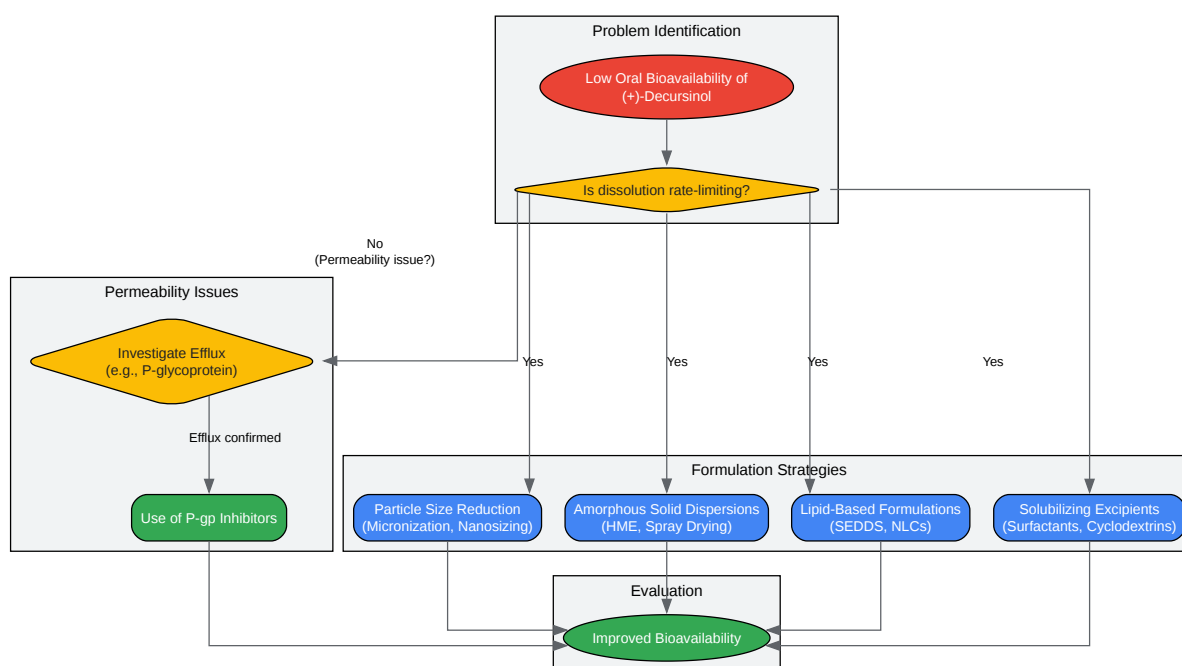 Problem Identification
Low Oral Bioavailability of
(+)-Decursinol
Is dissolution rate-limiting?
No
(Permeability issue?)
Permeability Issues
Investigate Efflux
(e.g., P-glycoprotein)
Yes
Yes
Yes
Yes
Efflux confirmed
Formulation Strategies
Use of P-gp Inhibitors
Particle Size Reduction
(Micronization, Nanosizing)
Amorphous Solid Dispersions
(HME, Spray Drying)
Lipid-Based Formulations
(SEDDS, NLCs)
Solubilizing Excipients
(Surfactants, Cyclodextrins)
Evaluation
Improved Bioavailability